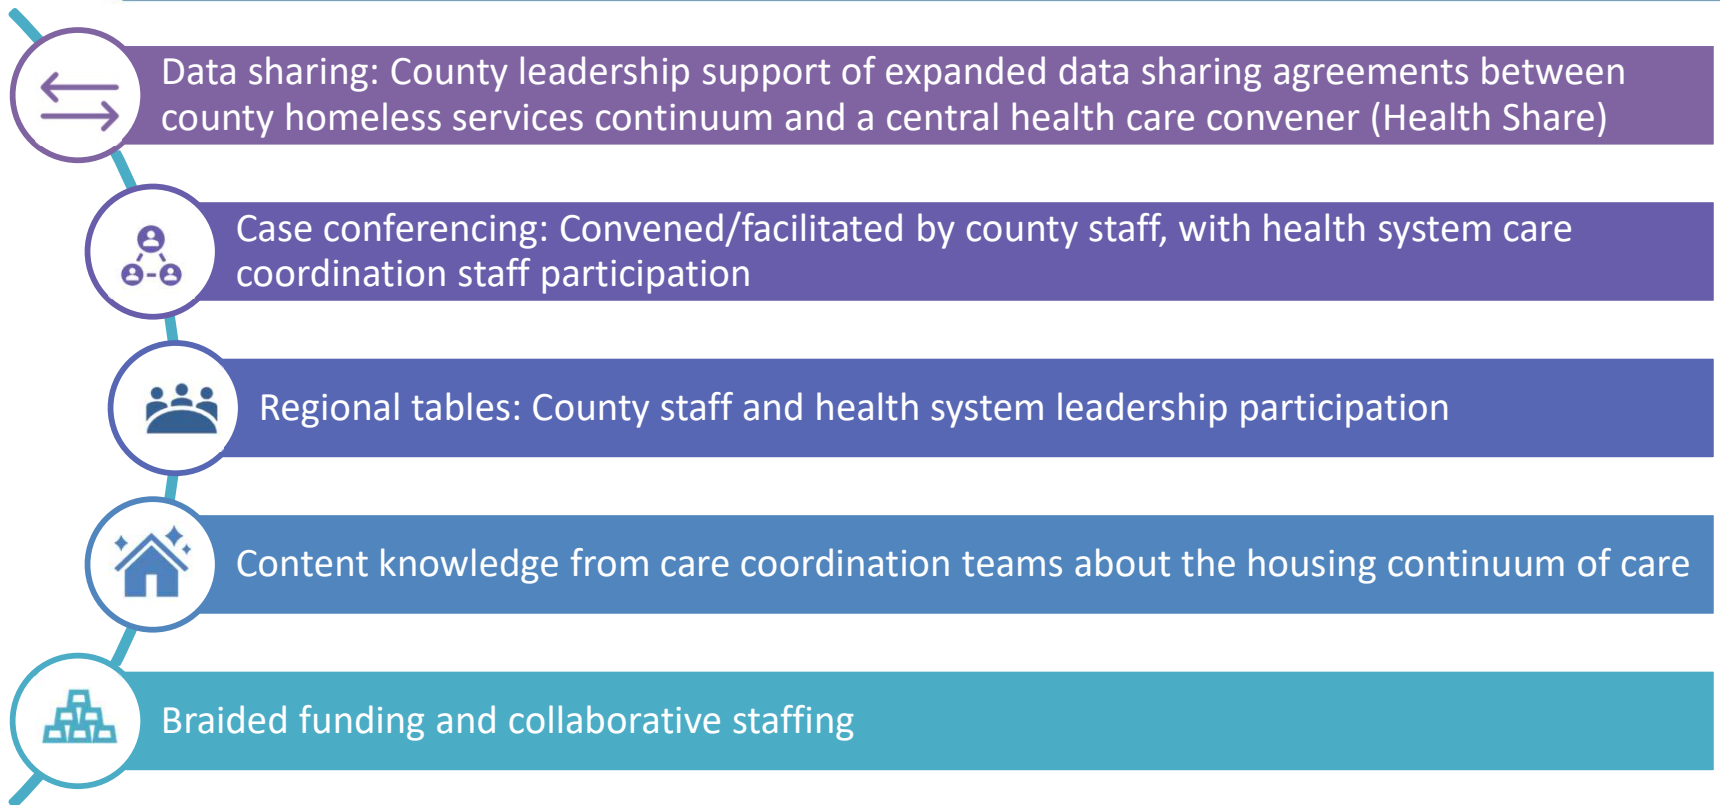 Data sharing: County leadership support of expanded data sharing agreements between
county homeless services continuum and a central health care convener (Health Share)
Case conferencing: Convened/facilitated by county staff, with health system care
coordination staff participation
Regional tables: County staff and health system leadership participation
Content knowledge from care coordination teams about the housing continuum of care
Braided funding and collaborative staffing